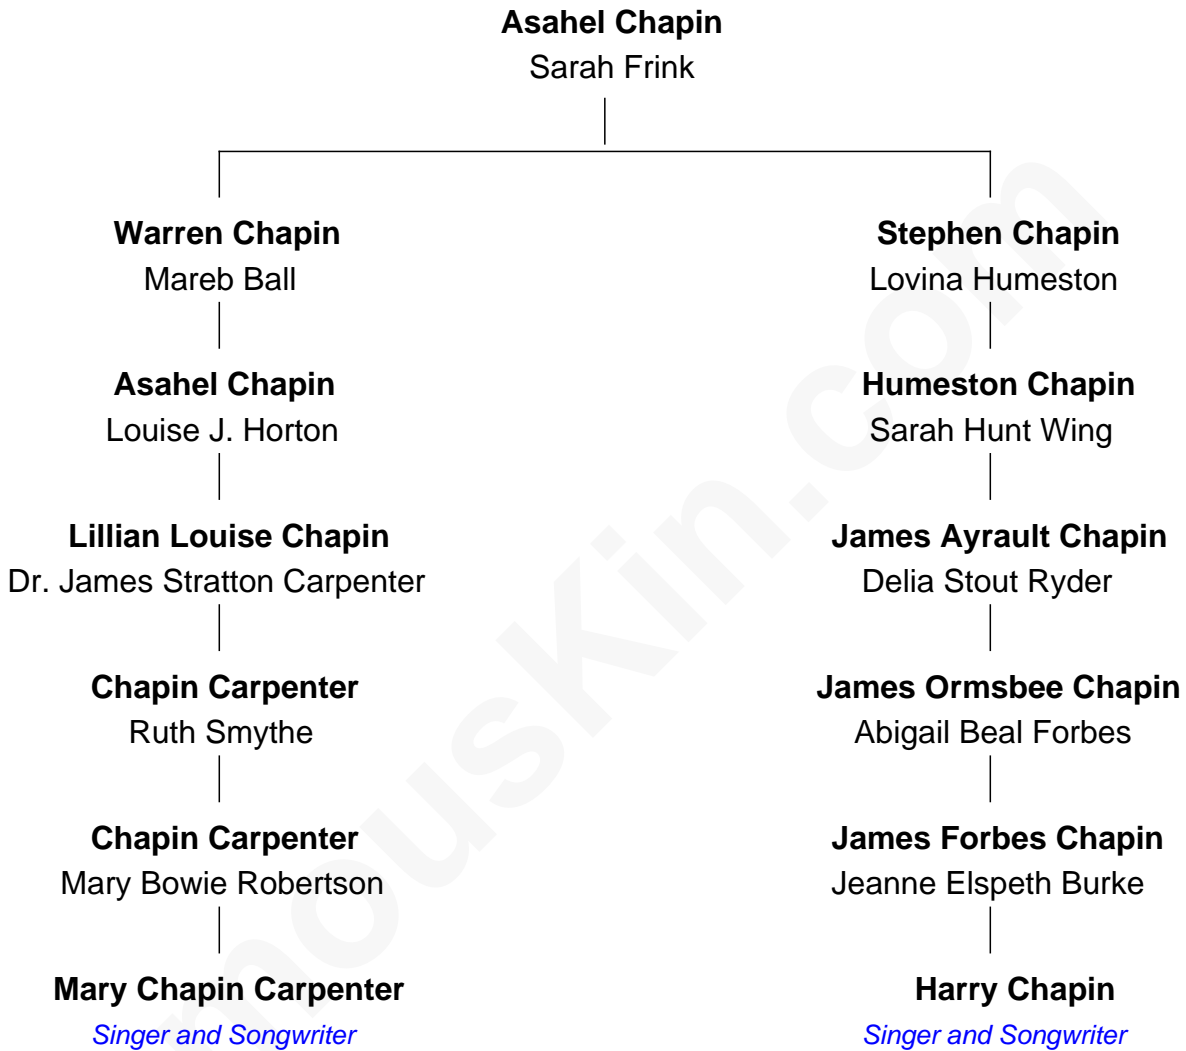 Asahel Chapin
Sarah Frink
Warren Chapin
Mareb Ball
Asahel Chapin
Louise J. Horton
Lillian Louise Chapin
Dr. James Stratton Carpenter
Chapin Carpenter
Ruth Smythe
Chapin Carpenter
Mary Bowie Robertson
Mary Chapin Carpenter
Singer and Songwriter
Stephen Chapin
Lovina Humeston
Humeston Chapin
Sarah Hunt Wing
James Ayrault Chapin
Delia Stout Ryder
James Ormsbee Chapin
Abigail Beal Forbes
James Forbes Chapin
Jeanne Elspeth Burke
Harry Chapin
Singer and Songwriter
mousKin.com